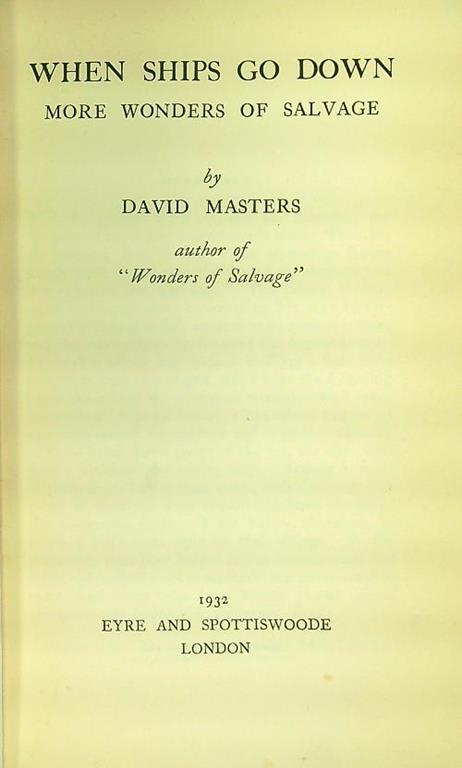 WHEN SHIPS GO DOWN
MORE WONDERS OF SALVAGE
by
DAVID MASTERS
author of
“Wonders of Salvage”
1932
EYRE AND SPOTTISWOODE
LONDON